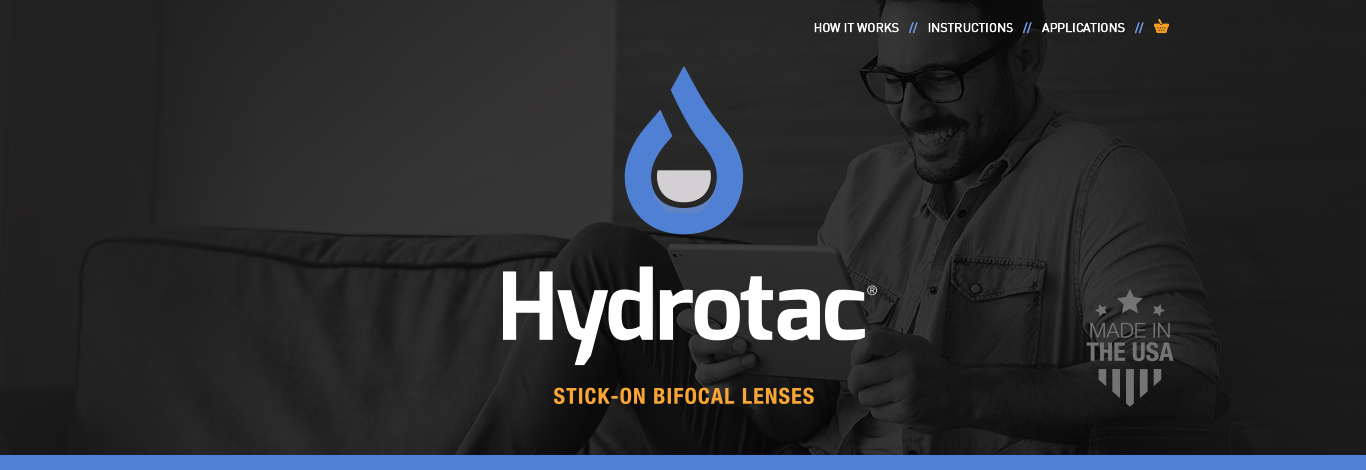 HOW IT WORKS // INSTRUCTIONS // APPLICATIONS //
Hydrotac®
STICK-ON BIFOCAL LENSES
MADE IN
THE USA